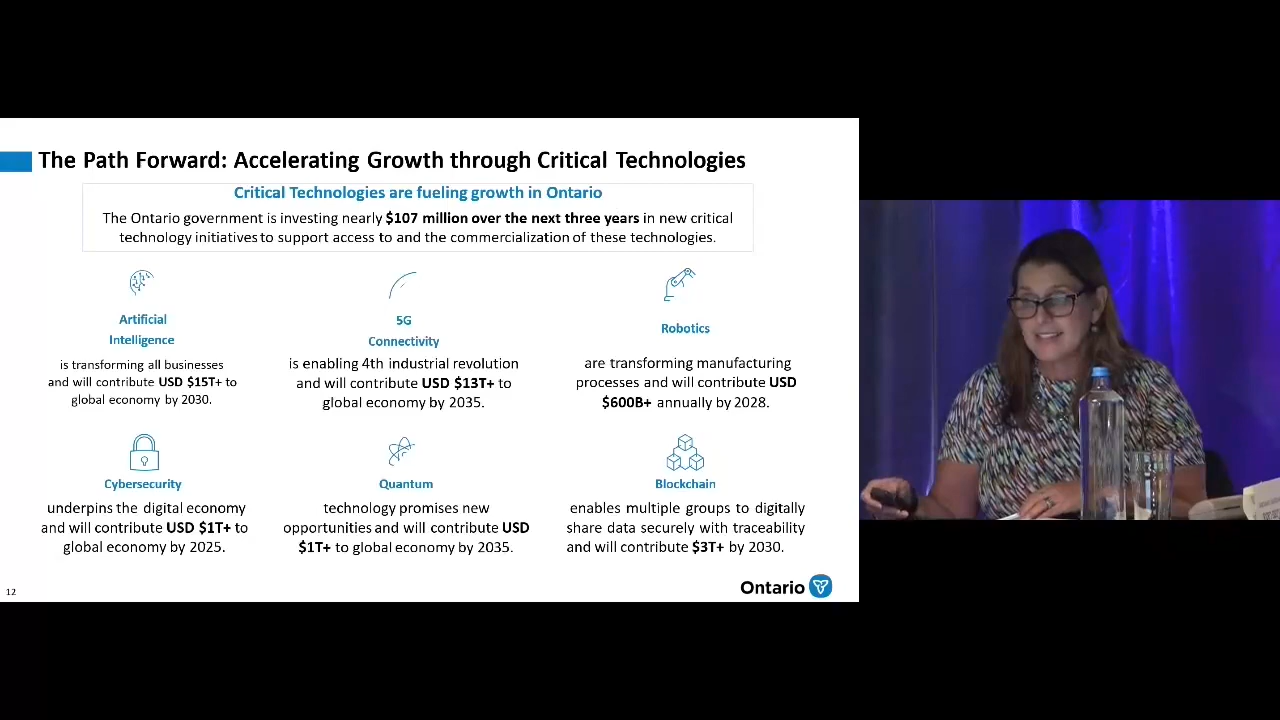 The Path Forward: Accelerating Growth through Critical Technologies
Critical Technologies are fueling growth in Ontario
The Ontario government is investing nearly $107 million over the next three years in new critical
technology initiatives to support access to and the commercialization of these technologies.
Artificial
Intelligence
is transforming all businesses
and will contribute USD $15T+ to
global economy by 2030.
5G
Connectivity
is enabling 4th industrial revolution
and will contribute USD $13T+ to
global economy by 2035.
Robotics
are transforming manufacturing
processes and will contribute USD
$600B+ annually by 2028.
Cybersecurity
underpins the digital economy
and will contribute USD $1T+ to
global economy by 2025.
Quantum
technology promises new
opportunities and will contribute USD
$1T+ to global economy by 2035.
Blockchain
enables multiple groups to digitally
share data securely with traceability
and will contribute $3T+ by 2030.
12
Ontario